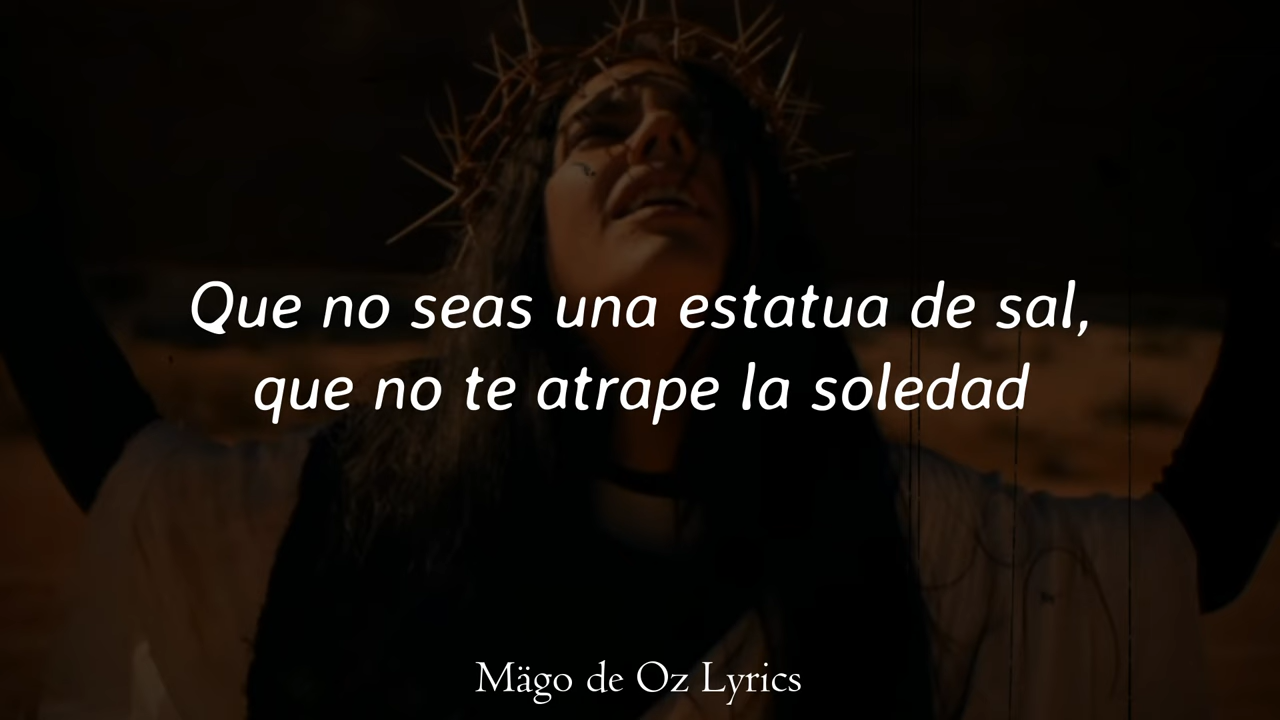 Que no seas una estatua de sal,
que no te atrape la soledad
Mägo de Oz Lyrics